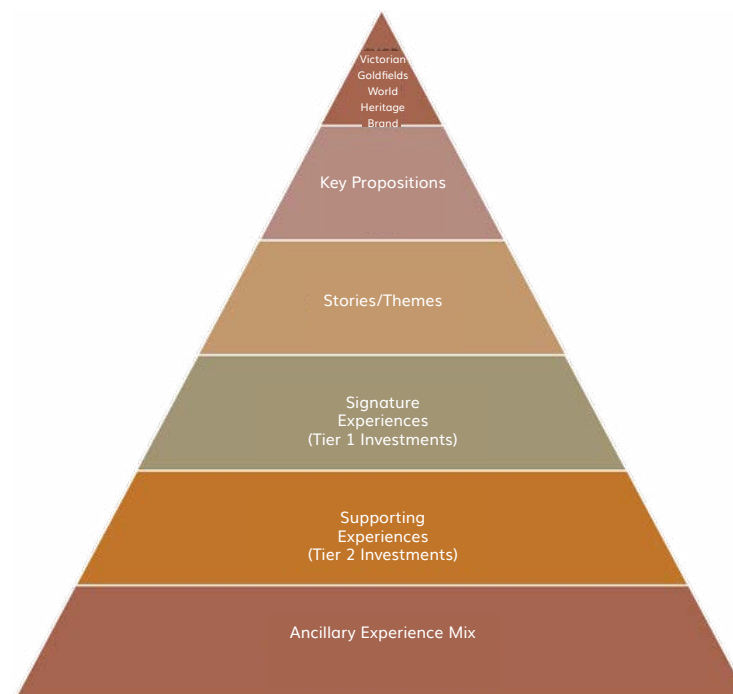 Victorian
Goldfields
World
Heritage
Brand
Key Propositions
Stories/Themes
Signature
Experiences
(Tier 1 Investments)
Supporting
Experiences
(Tier 2 Investments)
Ancillary Experience Mix